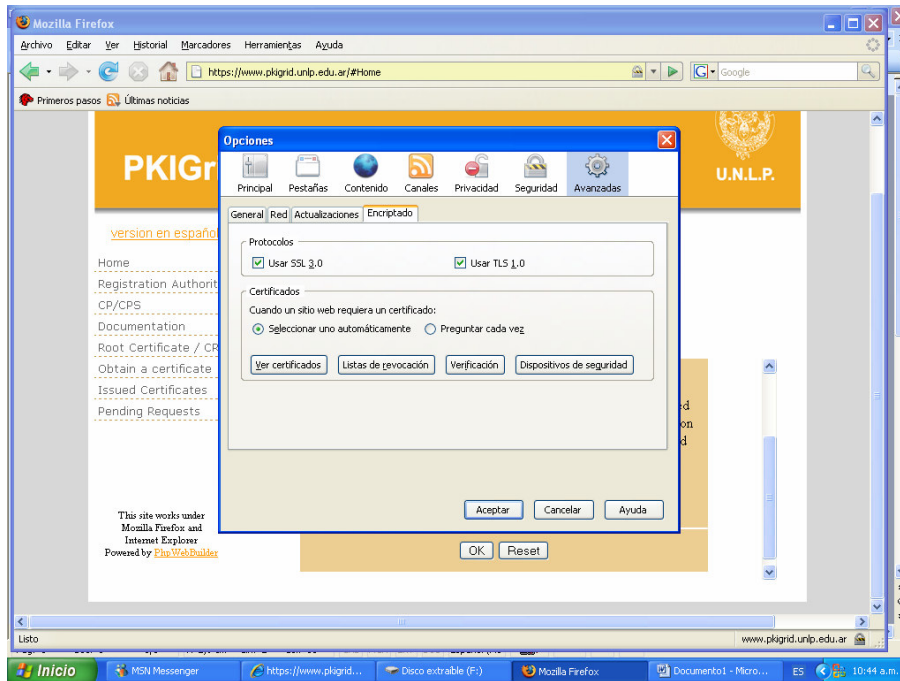 Mozilla Firefox
Archivo Editar Ver Historial Marcadores Herramientas Ayuda
https://www.pkigrid.unlp.edu.ar/#Home
G Google
Primeros pasos Últimas noticias
PKIGr
U.N.L.P.
version en español
Home
Registration Authorit
CP/CPS
Documentation
Root Certificate / CR
Obtain a certificate
Issued Certificates
Pending Requests
This site works under
Mozilla Firefox and
Internet Explorer
Powered by PhpWebBuilder
Opciones
Principal Pestañas Contenido Canales Privacidad Seguridad Avanzadas
General Red Actualizaciones Encriptado
Protocolos
Usar SSL 3.0 Usar TLS 1.0
Certificados
Cuando un sitio web requiera un certificado:
Seleccionar uno automáticamente Preguntar cada vez
Ver certificados Listas de revocación Verificación Dispositivos de seguridad
Aceptar Cancelar Ayuda
ed
on
d
OK Reset
Listo www.pkigrid.unlp.edu.ar
Inicio MSN Messenger https://www.pkigrid... Disco extraíble (F:) Mozilla Firefox Documento1 - Micro... ES 10:44 a.m.